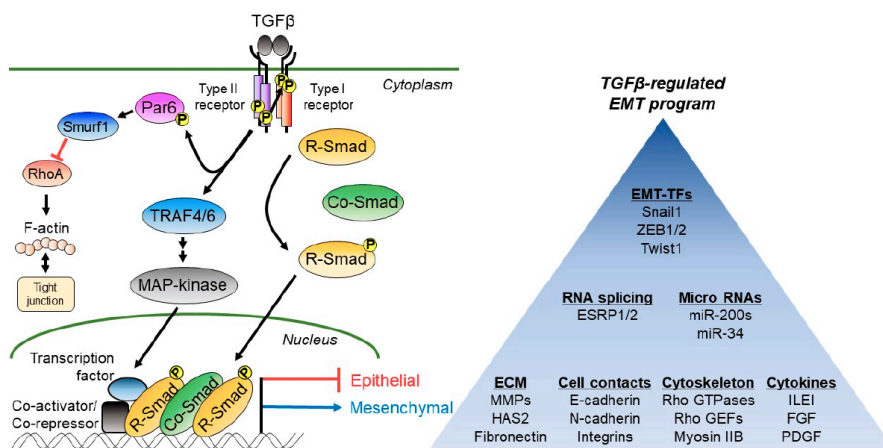 TGFβ
Cytoplasm
Type II
receptor
Type I
receptor
P
P
P
P
Par6
P
Smurf1
RhoA
F-actin
Tight
junction
TRAF4/6
MAP-kinase
R-Smad
Co-Smad
P
R-Smad
Nucleus
Transcription
factor
Co-activator/
Co-repressor
P
R-Smad
Co-Smad
P
R-Smad
Epithelial
Mesenchymal
TGFβ-regulated
EMT program
EMT-TFs
Snail1
ZEB1/2
Twist1
RNA splicing
ESRP1/2
Micro RNAs
miR-200s
miR-34
ECM
MMPs
HAS2
Fibronectin
Cell contacts
E-cadherin
N-cadherin
Integrins
Cytoskeleton
Rho GTPases
Rho GEFs
Myosin IIB
Cytokines
ILEI
FGF
PDGF